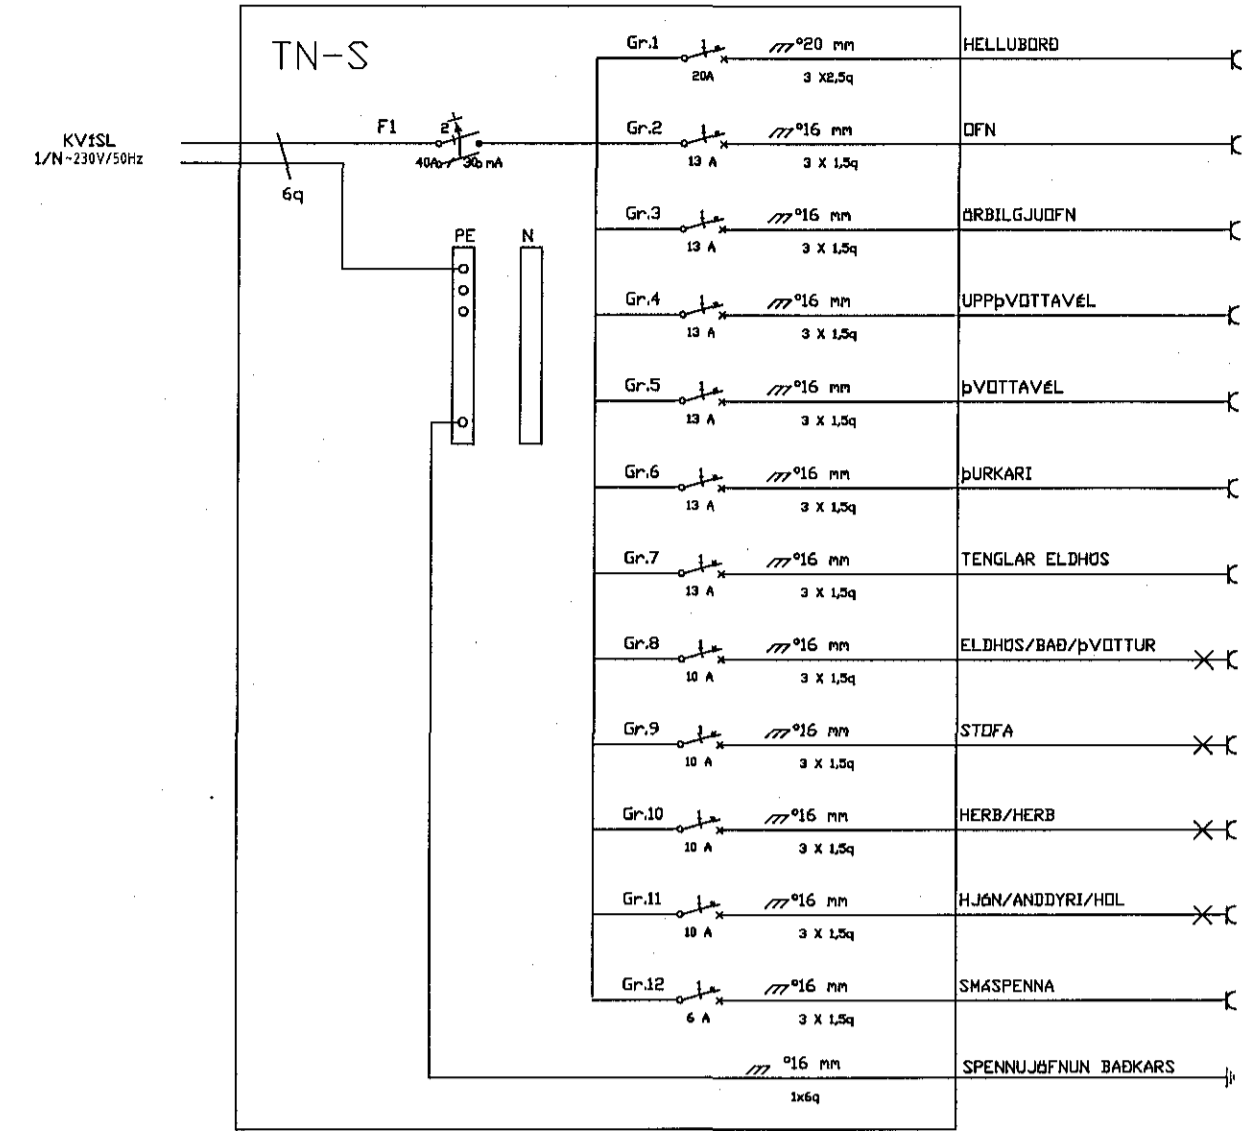 TN-S
KVÍSL
1/N~230V/50Hz
6q
F1
2
40A 30mA
PE N
Gr.1 ø20 mm HELLUBORÐ
20A 3 X2,5q
Gr.2 ø16 mm OFN
13 A 3 X 1,5q
Gr.3 ø16 mm ÖRBILGJUOFN
13 A 3 X 1,5q
Gr.4 ø16 mm UPPÞVOTTAVÉL
13 A 3 X 1,5q
Gr.5 ø16 mm ÞVOTTAVÉL
13 A 3 X 1,5q
Gr.6 ø16 mm ÞURKARI
13 A 3 X 1,5q
Gr.7 ø16 mm TENGLAR ELDHÚS
13 A 3 X 1,5q
Gr.8 ø16 mm ELDHÚS/BAÐ/ÞVOTTUR
10 A 3 X 1,5q
Gr.9 ø16 mm STOFA
10 A 3 X 1,5q
Gr.10 ø16 mm HERB/HERB
10 A 3 X 1,5q
Gr.11 ø16 mm HJÓN/ANDDYRI/HOL
10 A 3 X 1,5q
Gr.12 ø16 mm SMÁSPENNA
6 A 3 X 1,5q
ø16 mm SPENNUJÖFNUN BAÐKARS
1x6q